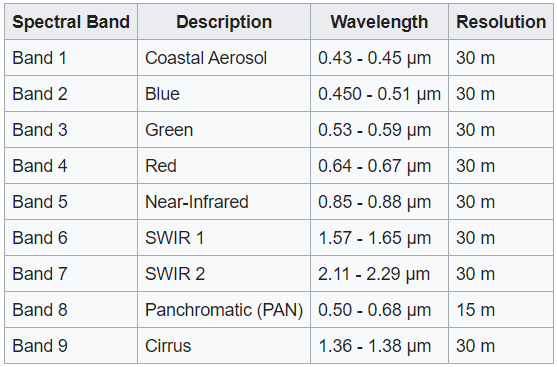 Spectral Band Description Wavelength Resolution
Band 1 Coastal Aerosol 0.43 - 0.45 μm 30 m
Band 2 Blue 0.450 - 0.51 μm 30 m
Band 3 Green 0.53 - 0.59 μm 30 m
Band 4 Red 0.64 - 0.67 μm 30 m
Band 5 Near-Infrared 0.85 - 0.88 μm 30 m
Band 6 SWIR 1 1.57 - 1.65 μm 30 m
Band 7 SWIR 2 2.11 - 2.29 μm 30 m
Band 8 Panchromatic (PAN) 0.50 - 0.68 μm 15 m
Band 9 Cirrus 1.36 - 1.38 μm 30 m